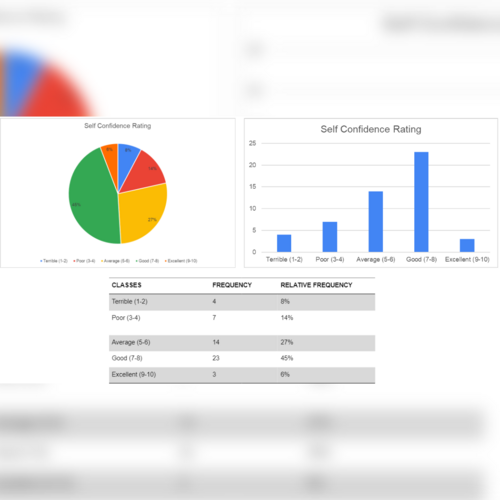 Self Confidence Rating
6%
8%
14%
27%
45%
Terrible (1-2) Poor (3-4) Average (5-6) Good (7-8) Excellent (9-10)
Self Confidence Rating
25
20
15
10
5
0
Terrible (1-2) Poor (3-4) Average (5-6) Good (7-8) Excellent (9-10)
CLASSES FREQUENCY RELATIVE FREQUENCY
Terrible (1-2) 4 8%
Poor (3-4) 7 14%
Average (5-6) 14 27%
Good (7-8) 23 45%
Excellent (9-10) 3 6%